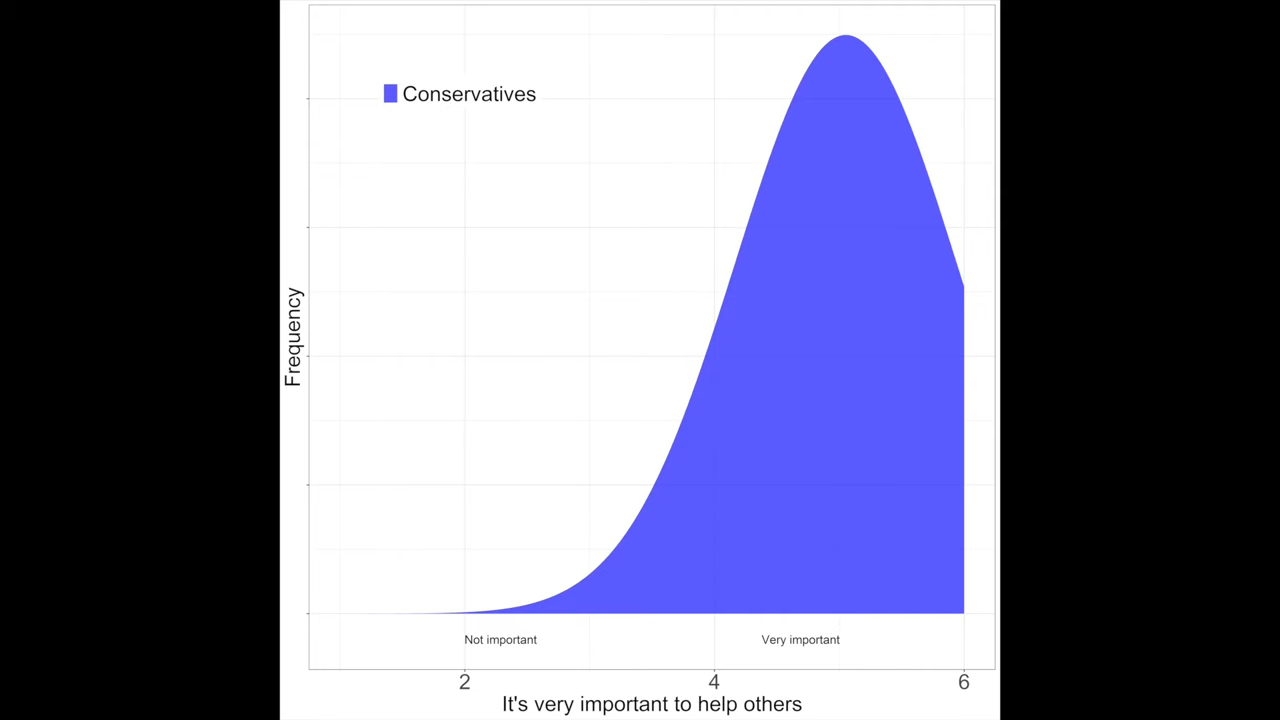 Conservatives
Frequency
Not important
Very important
2
4
6
It's very important to help others